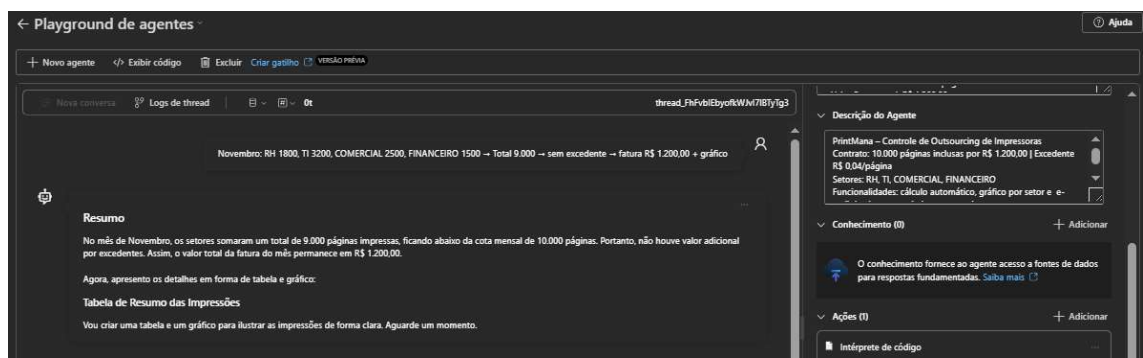 ← Playground de agentes
Ajuda
+ Novo agente </> Exibir código Excluir Criar gatilho VERSÃO PRÉVIA
Nova conversa Logs de thread 0t thread_FhFvbIEbyofkWJvl7IBTyTg3
Novembro: RH 1800, TI 3200, COMERCIAL 2500, FINANCEIRO 1500 → Total 9.000 → sem excedente → fatura R$ 1.200,00 + gráfico
Resumo
No mês de Novembro, os setores somaram um total de 9.000 páginas impressas, ficando abaixo da cota mensal de 10.000 páginas. Portanto, não houve valor adicional
por excedentes. Assim, o valor total da fatura do mês permanece em R$ 1.200,00.
Agora, apresento os detalhes em forma de tabela e gráfico:
Tabela de Resumo das Impressões
Vou criar uma tabela e um gráfico para ilustrar as impressões de forma clara. Aguarde um momento.
Descrição do Agente
PrintMana – Controle de Outsourcing de Impressoras
Contrato: 10.000 páginas inclusas por R$ 1.200,00 | Excedente
R$ 0,04/página
Setores: RH, TI, COMERCIAL, FINANCEIRO
Funcionalidades: cálculo automático, gráfico por setor e e-
Conhecimento (0) + Adicionar
O conhecimento fornece ao agente acesso a fontes de dados
para respostas fundamentadas. Saiba mais
Ações (1) + Adicionar
Intérprete de código